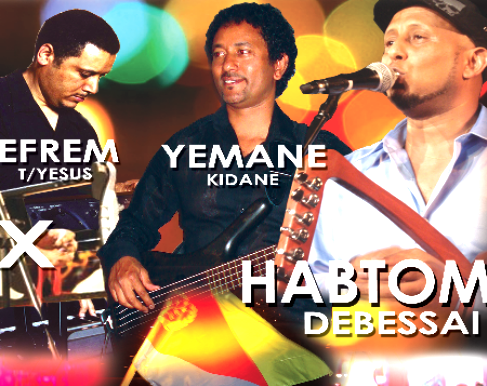 EFREM
T/YESUS
YEMANE
KIDANE
X
HABTOM
DEBESSAI